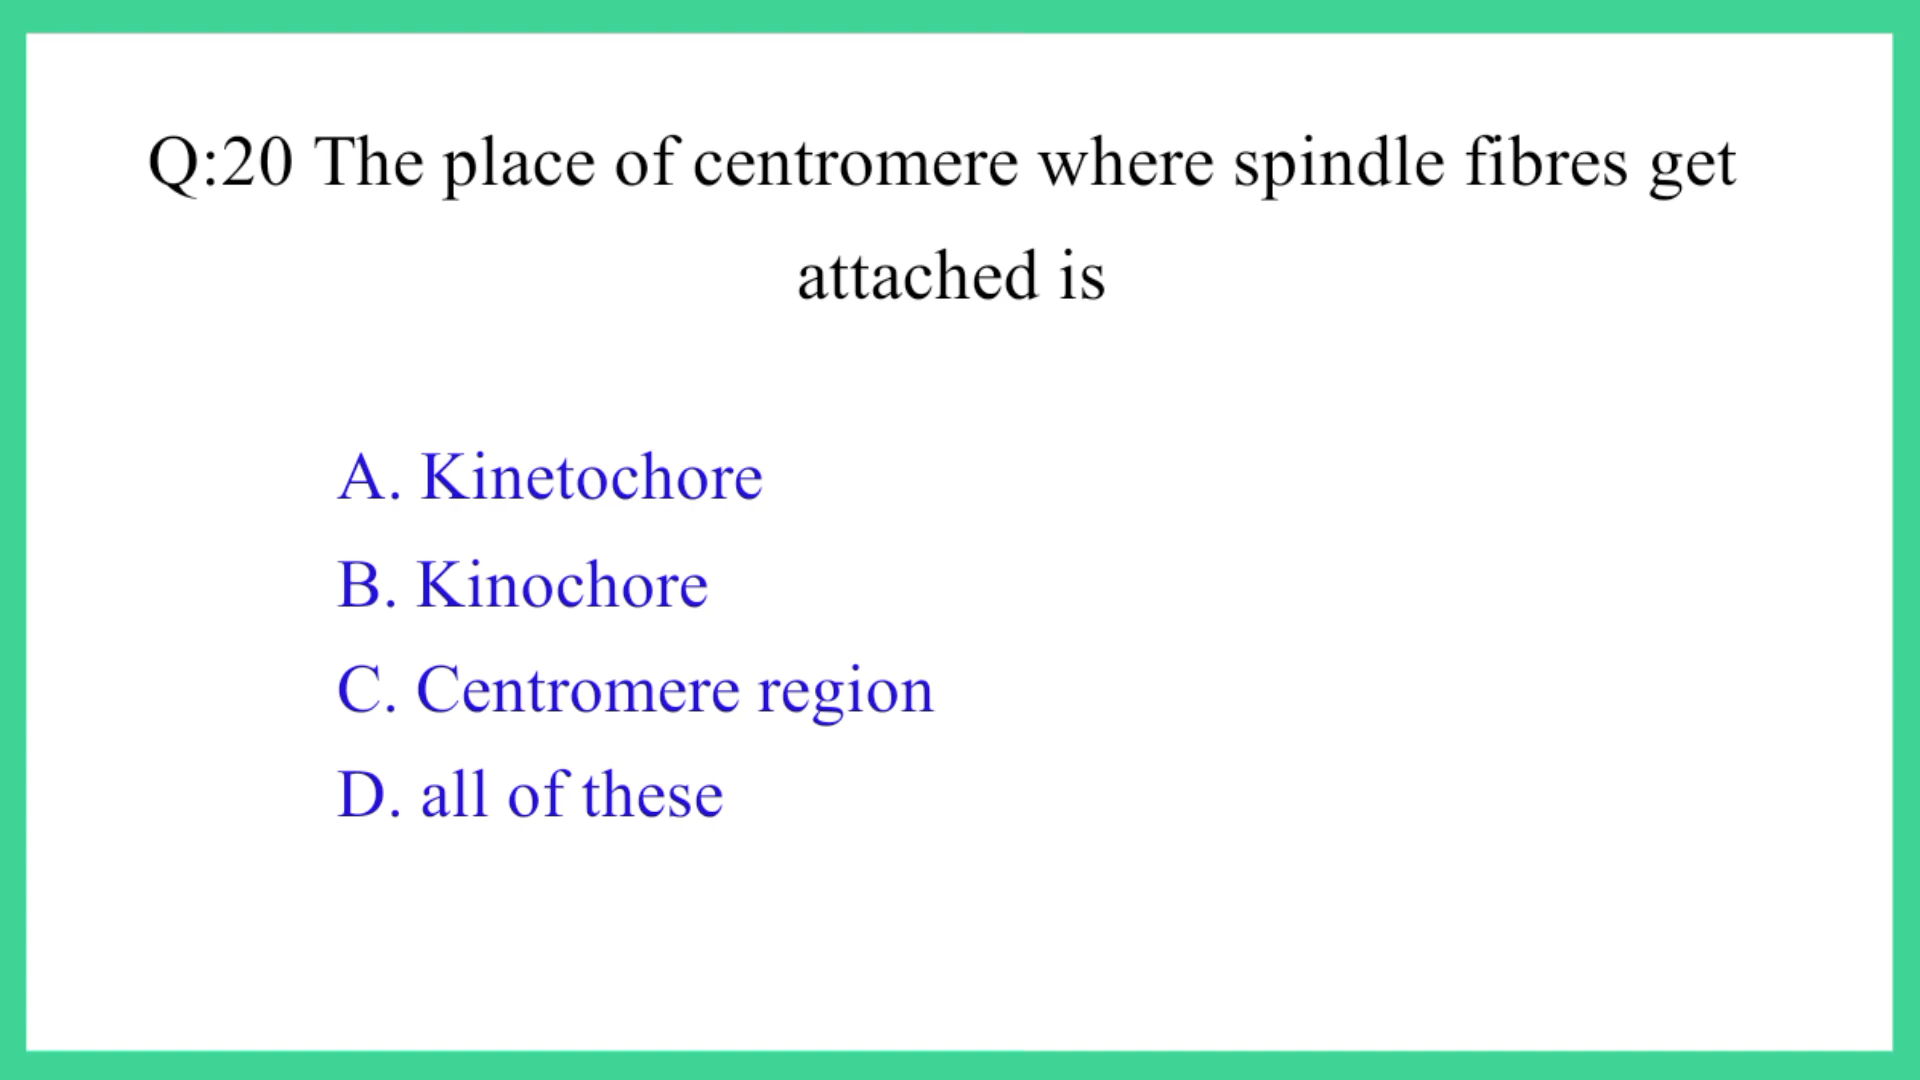 Q:20 The place of centromere where spindle fibres get
attached is
A. Kinetochore
B. Kinochore
C. Centromere region
D. all of these